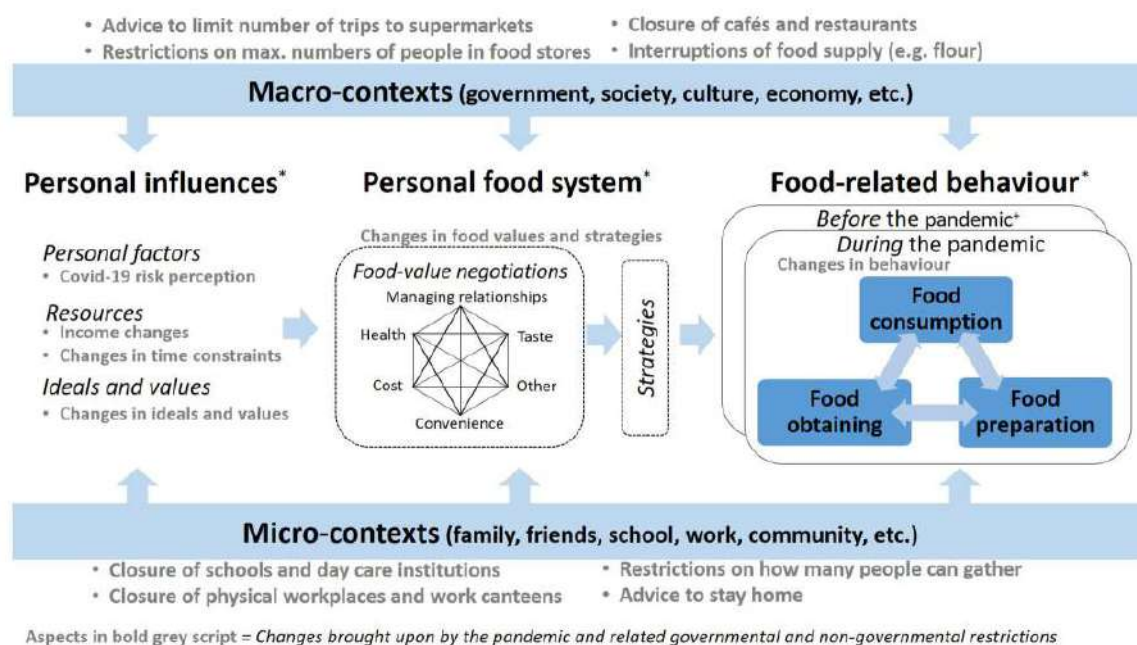 • Advice to limit number of trips to supermarkets
• Restrictions on max. numbers of people in food stores
• Closure of cafés and restaurants
• Interruptions of food supply (e.g. flour)
Macro-contexts (government, society, culture, economy, etc.)
Personal influences*
Personal factors
• Covid-19 risk perception
Resources
• Income changes
• Changes in time constraints
Ideals and values
• Changes in ideals and values
Personal food system*
Changes in food values and strategies
Food-value negotiations
Managing relationships
Health
Taste
Cost
Other
Convenience
Strategies
Food-related behaviour*
Before the pandemic+
During the pandemic
Changes in behaviour
Food
consumption
Food
obtaining
Food
preparation
Micro-contexts (family, friends, school, work, community, etc.)
• Closure of schools and day care institutions
• Closure of physical workplaces and work canteens
• Restrictions on how many people can gather
• Advice to stay home
Aspects in bold grey script = Changes brought upon by the pandemic and related governmental and non-governmental restrictions